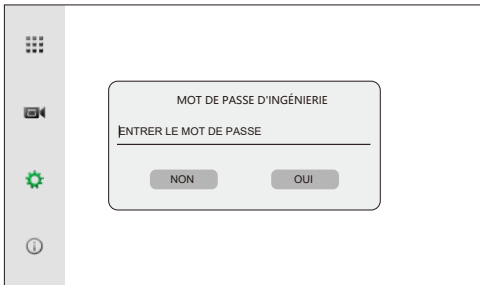 MOT DE PASSE D'INGÉNIERIE
ENTRER LE MOT DE PASSE
NON OUI